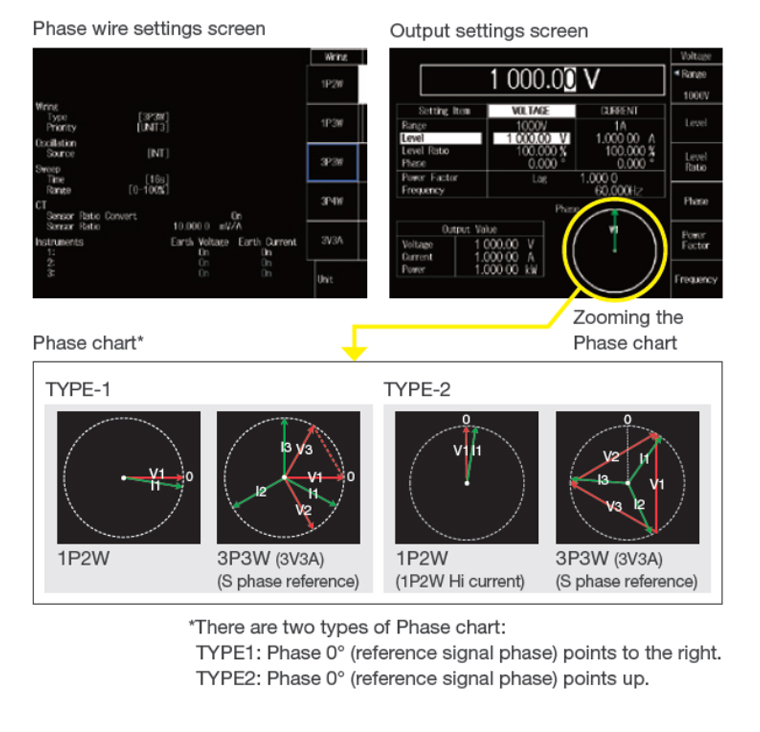 Phase wire settings screen
Output settings screen
Wiring
1P2W
1P3W
3P3W
3P4W
3V3A
Unit
Wiring
Type [3P3W]
Priority [UNIT3]
Oscillation
Source [INT]
Sweep
Time [16s]
Range [0-100%]
CT
Sensor Ratio Convert On
Sensor Ratio 10.000 0 mV/A
Instruments Earth Voltage Earth Current
1: On On
2: On On
3: On On
1 000.00 V
Voltage
Range
1000V
Level
Level
Ratio
Phase
Power
Factor
Frequency
Setting Item VOLTAGE CURRENT
Range 1000V 1A
Level 1 000.00 V 1.000 00 A
Level Ratio 100.000 % 100.000 %
Phase 0.000 ° 0.000 °
Power Factor Lag 1.000 0
Frequency 60.000Hz
Phase
V1
Output Value
Voltage 1 000.00 V
Current 1.000 00 A
Power 1.000 00 kW
Zooming the
Phase chart
Phase chart*
TYPE-1
TYPE-2
V1
I1
0
I3
V3
V1
0
I2
I1
V2
0
V1
I1
0
V2
I1
I3
V1
V3
I2
1P2W
3P3W (3V3A)
(S phase reference)
1P2W
(1P2W Hi current)
3P3W (3V3A)
(S phase reference)
*There are two types of Phase chart:
TYPE1: Phase 0° (reference signal phase) points to the right.
TYPE2: Phase 0° (reference signal phase) points up.